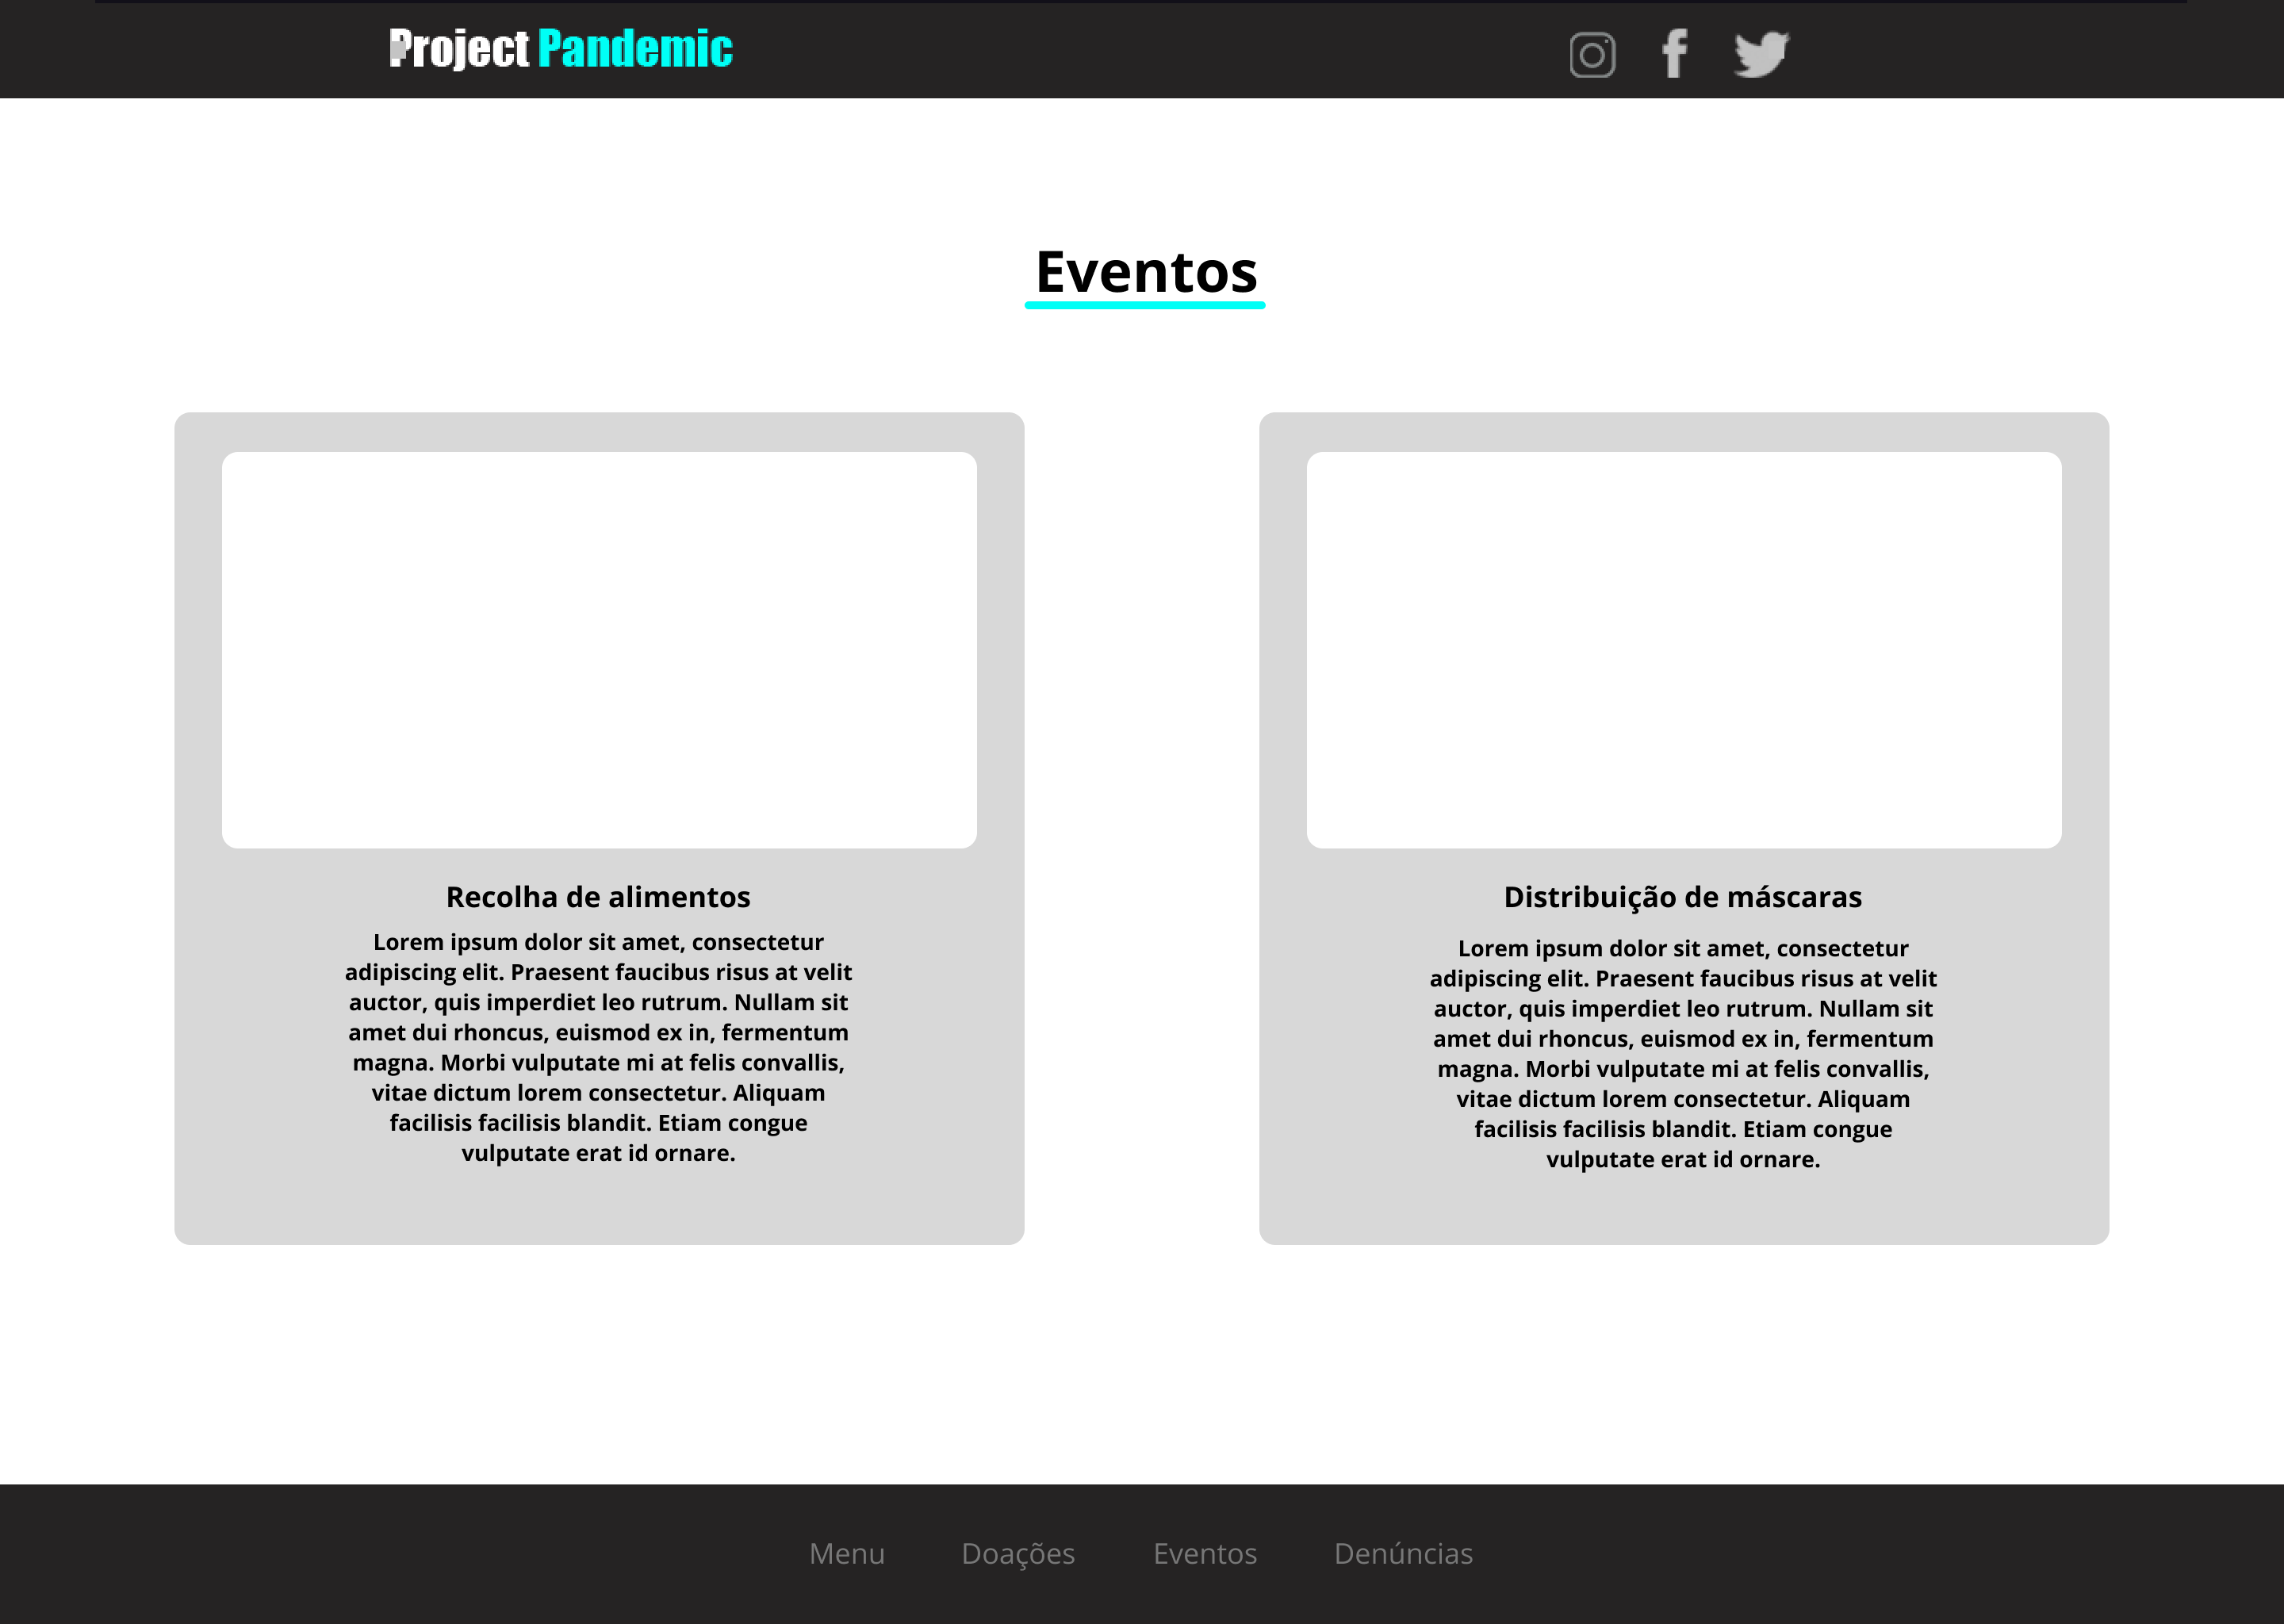 Project Pandemic
Eventos
Recolha de alimentos
Lorem ipsum dolor sit amet, consectetur
adipiscing elit. Praesent faucibus risus at velit
auctor, quis imperdiet leo rutrum. Nullam sit
amet dui rhoncus, euismod ex in, fermentum
magna. Morbi vulputate mi at felis convallis,
vitae dictum lorem consectetur. Aliquam
facilisis facilisis blandit. Etiam congue
vulputate erat id ornare.
Distribuição de máscaras
Lorem ipsum dolor sit amet, consectetur
adipiscing elit. Praesent faucibus risus at velit
auctor, quis imperdiet leo rutrum. Nullam sit
amet dui rhoncus, euismod ex in, fermentum
magna. Morbi vulputate mi at felis convallis,
vitae dictum lorem consectetur. Aliquam
facilisis facilisis blandit. Etiam congue
vulputate erat id ornare.
Menu Doações Eventos Denúncias